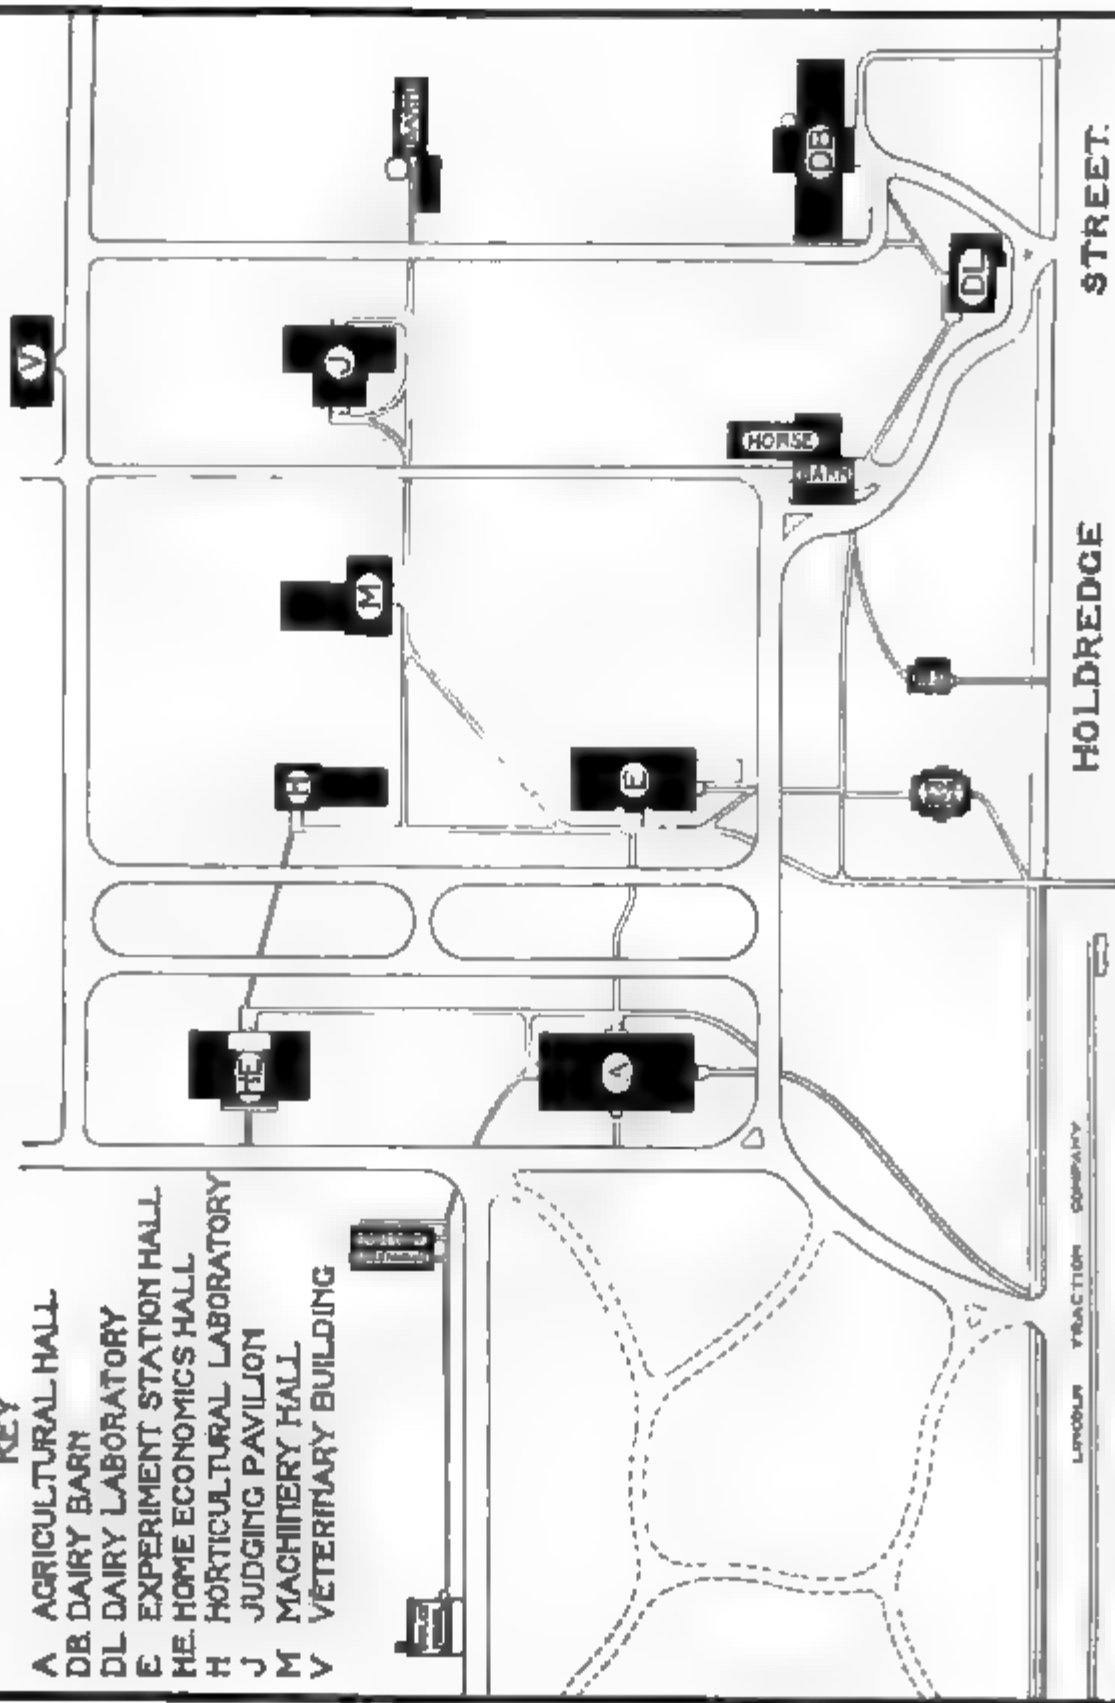 KEY
A AGRICULTURAL HALL
DB. DAIRY BARN
DL DAIRY LABORATORY
E EXPERIMENT STATION HALL
HE. HOME ECONOMICS HALL
H HORTICULTURAL LABORATORY
J JUDGING PAVILION
M MACHINERY HALL
V VETERINARY BUILDING
V
J
M
H
HE
A
E
HORSE
DB
DL
HOLDREDGE STREET.
LINCOLN TRACTION COMPANY